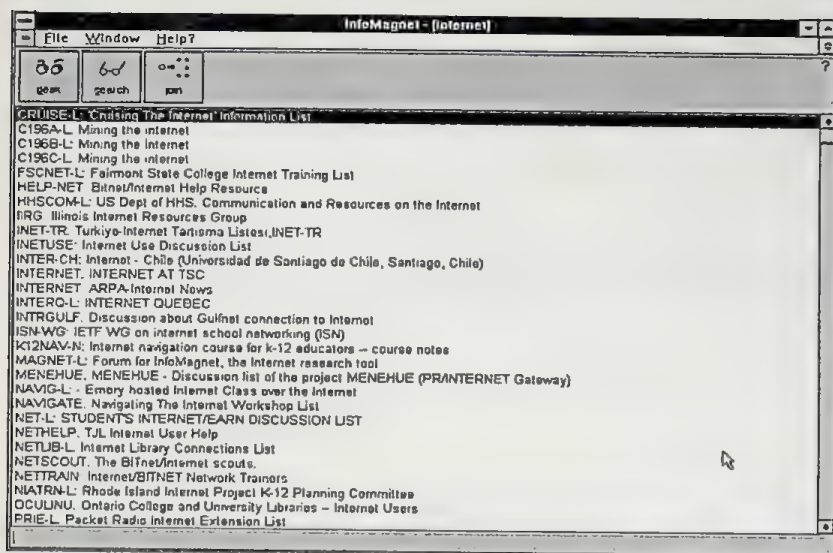 InfoMagnet - [Internet]
File Window Help?
?
search join
CRUISE-L: 'Cruising The Internet' Information List
C196A-L. Mining the internet
C196B-L: Mining the Internet
C196C-L Mining the internet
FSCNET-L: Fairmont State College Internet Training List
HELP-NET Bitnet/Internet Help Resource
HHSCOM-L: US Dept of HHS. Communication and Resources on the Internet
IIRG Illinois Internet Resources Group
INET-TR. Turkiye-Internet Tartisma Listesi,INET-TR
INETUSE: Internet Use Discussion List
INTER-CH: Internet - Chile (Universidad de Santiago de Chile, Santiago, Chile)
INTERNET. INTERNET AT TSC
INTERNET ARPA-Internet News
INTERQ-L: INTERNET QUEBEC
INTRGULF. Discussion about Gulfnet connection to Internet
ISN-WG: IETF WG on internet school networking (ISN)
K12NAV-N: Internet navigation course for k-12 educators -- course notes
MAGNET-L: Forum for InfoMagnet, the Internet research tool
MENEHUE. MENEHUE - Discussion list of the project MENEHUE (PR/INTERNET Gateway)
NAVIG-L: - Emory hosted Internet Class over the Internet
NAVIGATE. Navigating The Internet Workshop List
NET-L: STUDENT'S INTERNET/EARN DISCUSSION LIST
NETHELP. TJL Internet User Help
NETLIB-L Internet Library Connections List
NETSCOUT. The BITnet/Internet scouts.
NETTRAIN Internet/BITNET Network Trainers
NIATRN-L: Rhode Island Internet Project K-12 Planning Committee
OCULINU. Ontario College and University Libraries -- Internet Users
PRIE-L Packet Radio Internet Extension List